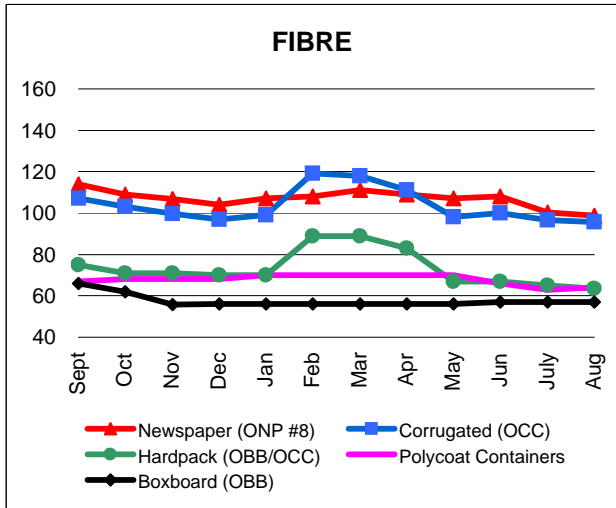 FIBRE
160
140
120
100
80
60
40
Sept Oct Nov Dec Jan Feb Mar Apr May Jun July Aug
Newspaper (ONP #8) Corrugated (OCC)
Hardpack (OBB/OCC) Polycoat Containers
Boxboard (OBB)